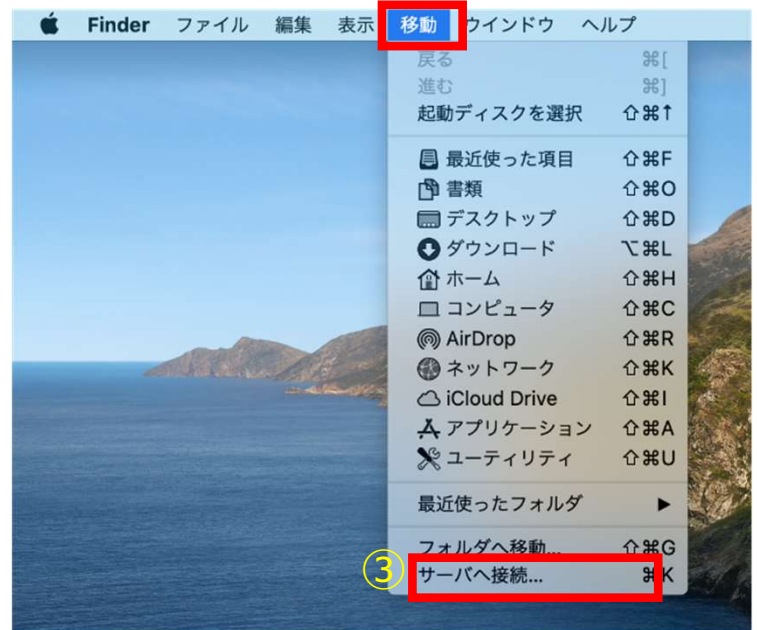 Finder ファイル 編集 表示 移動 ウインドウ ヘルプ
戻る ⌘[
進む ⌘]
起動ディスクを選択 ⇧⌘↑
最近使った項目 ⇧⌘F
書類 ⇧⌘O
デスクトップ ⇧⌘D
ダウンロード ⌥⌘L
ホーム ⇧⌘H
コンピュータ ⇧⌘C
AirDrop ⇧⌘R
ネットワーク ⇧⌘K
iCloud Drive ⇧⌘I
アプリケーション ⇧⌘A
ユーティリティ ⇧⌘U
最近使ったフォルダ ▶
フォルダへ移動... ⇧⌘G
③ サーバへ接続... ⌘K